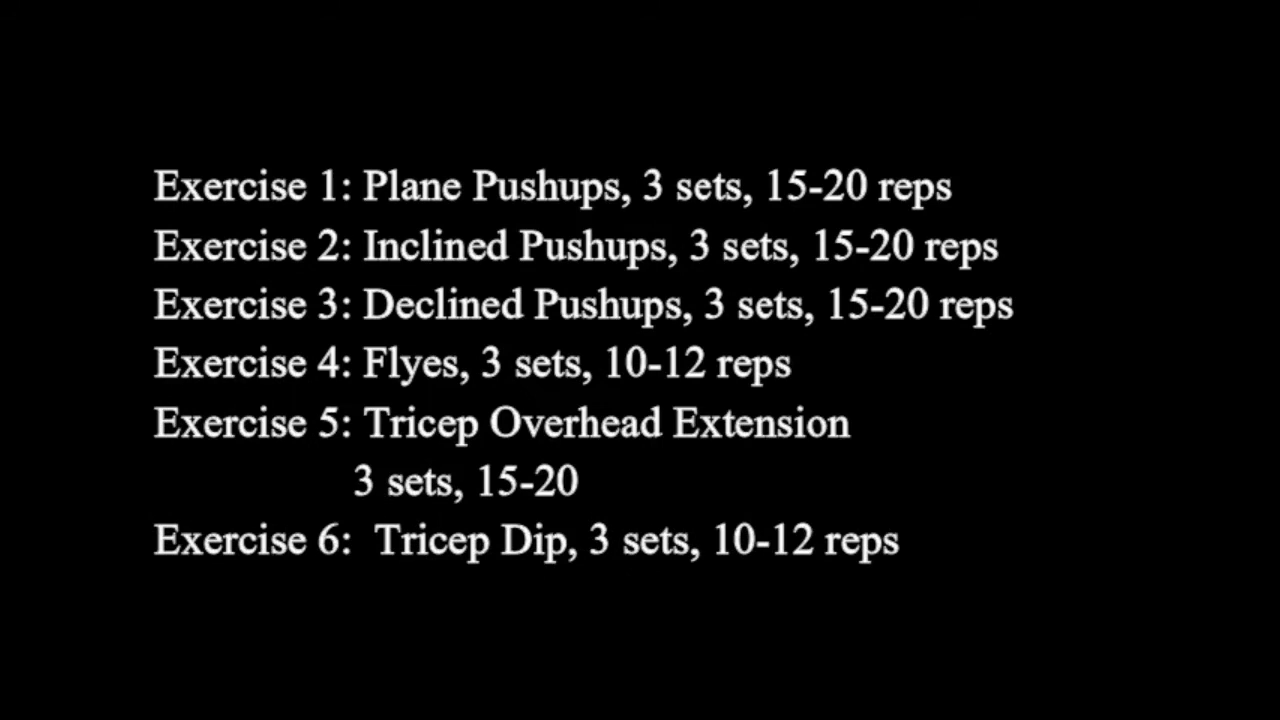 Exercise 1: Plane Pushups, 3 sets, 15-20 reps
Exercise 2: Inclined Pushups, 3 sets, 15-20 reps
Exercise 3: Declined Pushups, 3 sets, 15-20 reps
Exercise 4: Flyes, 3 sets, 10-12 reps
Exercise 5: Tricep Overhead Extension
3 sets, 15-20
Exercise 6:  Tricep Dip, 3 sets, 10-12 reps